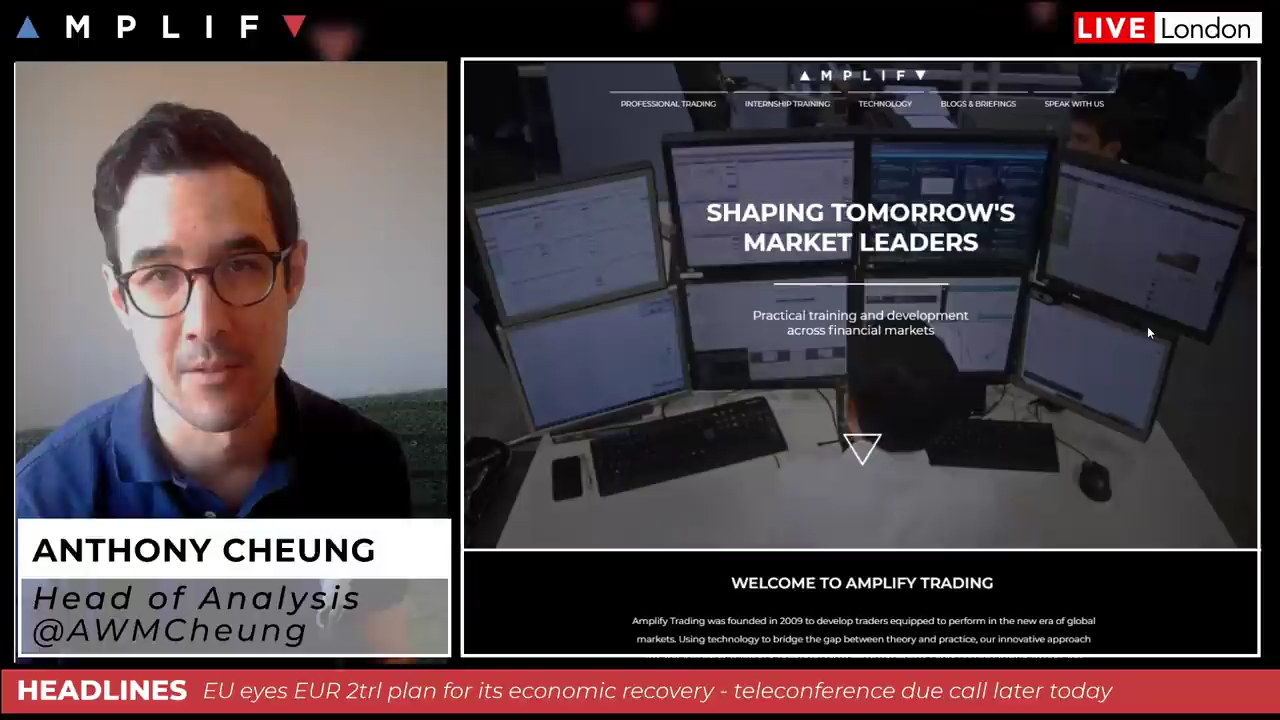 AMPLIFY
LIVE London
AMPLIFY
PROFESSIONAL TRADING INTERNSHIP TRAINING TECHNOLOGY BLOGS & BRIEFINGS SPEAK WITH US
SHAPING TOMORROW'S
MARKET LEADERS
Practical training and development
across financial markets
ANTHONY CHEUNG
Head of Analysis
@AWMCheung
WELCOME TO AMPLIFY TRADING
Amplify Trading was founded in 2009 to develop traders equipped to perform in the new era of global
markets. Using technology to bridge the gap between theory and practice, our innovative approach
HEADLINES EU eyes EUR 2trl plan for its economic recovery - teleconference due call later today